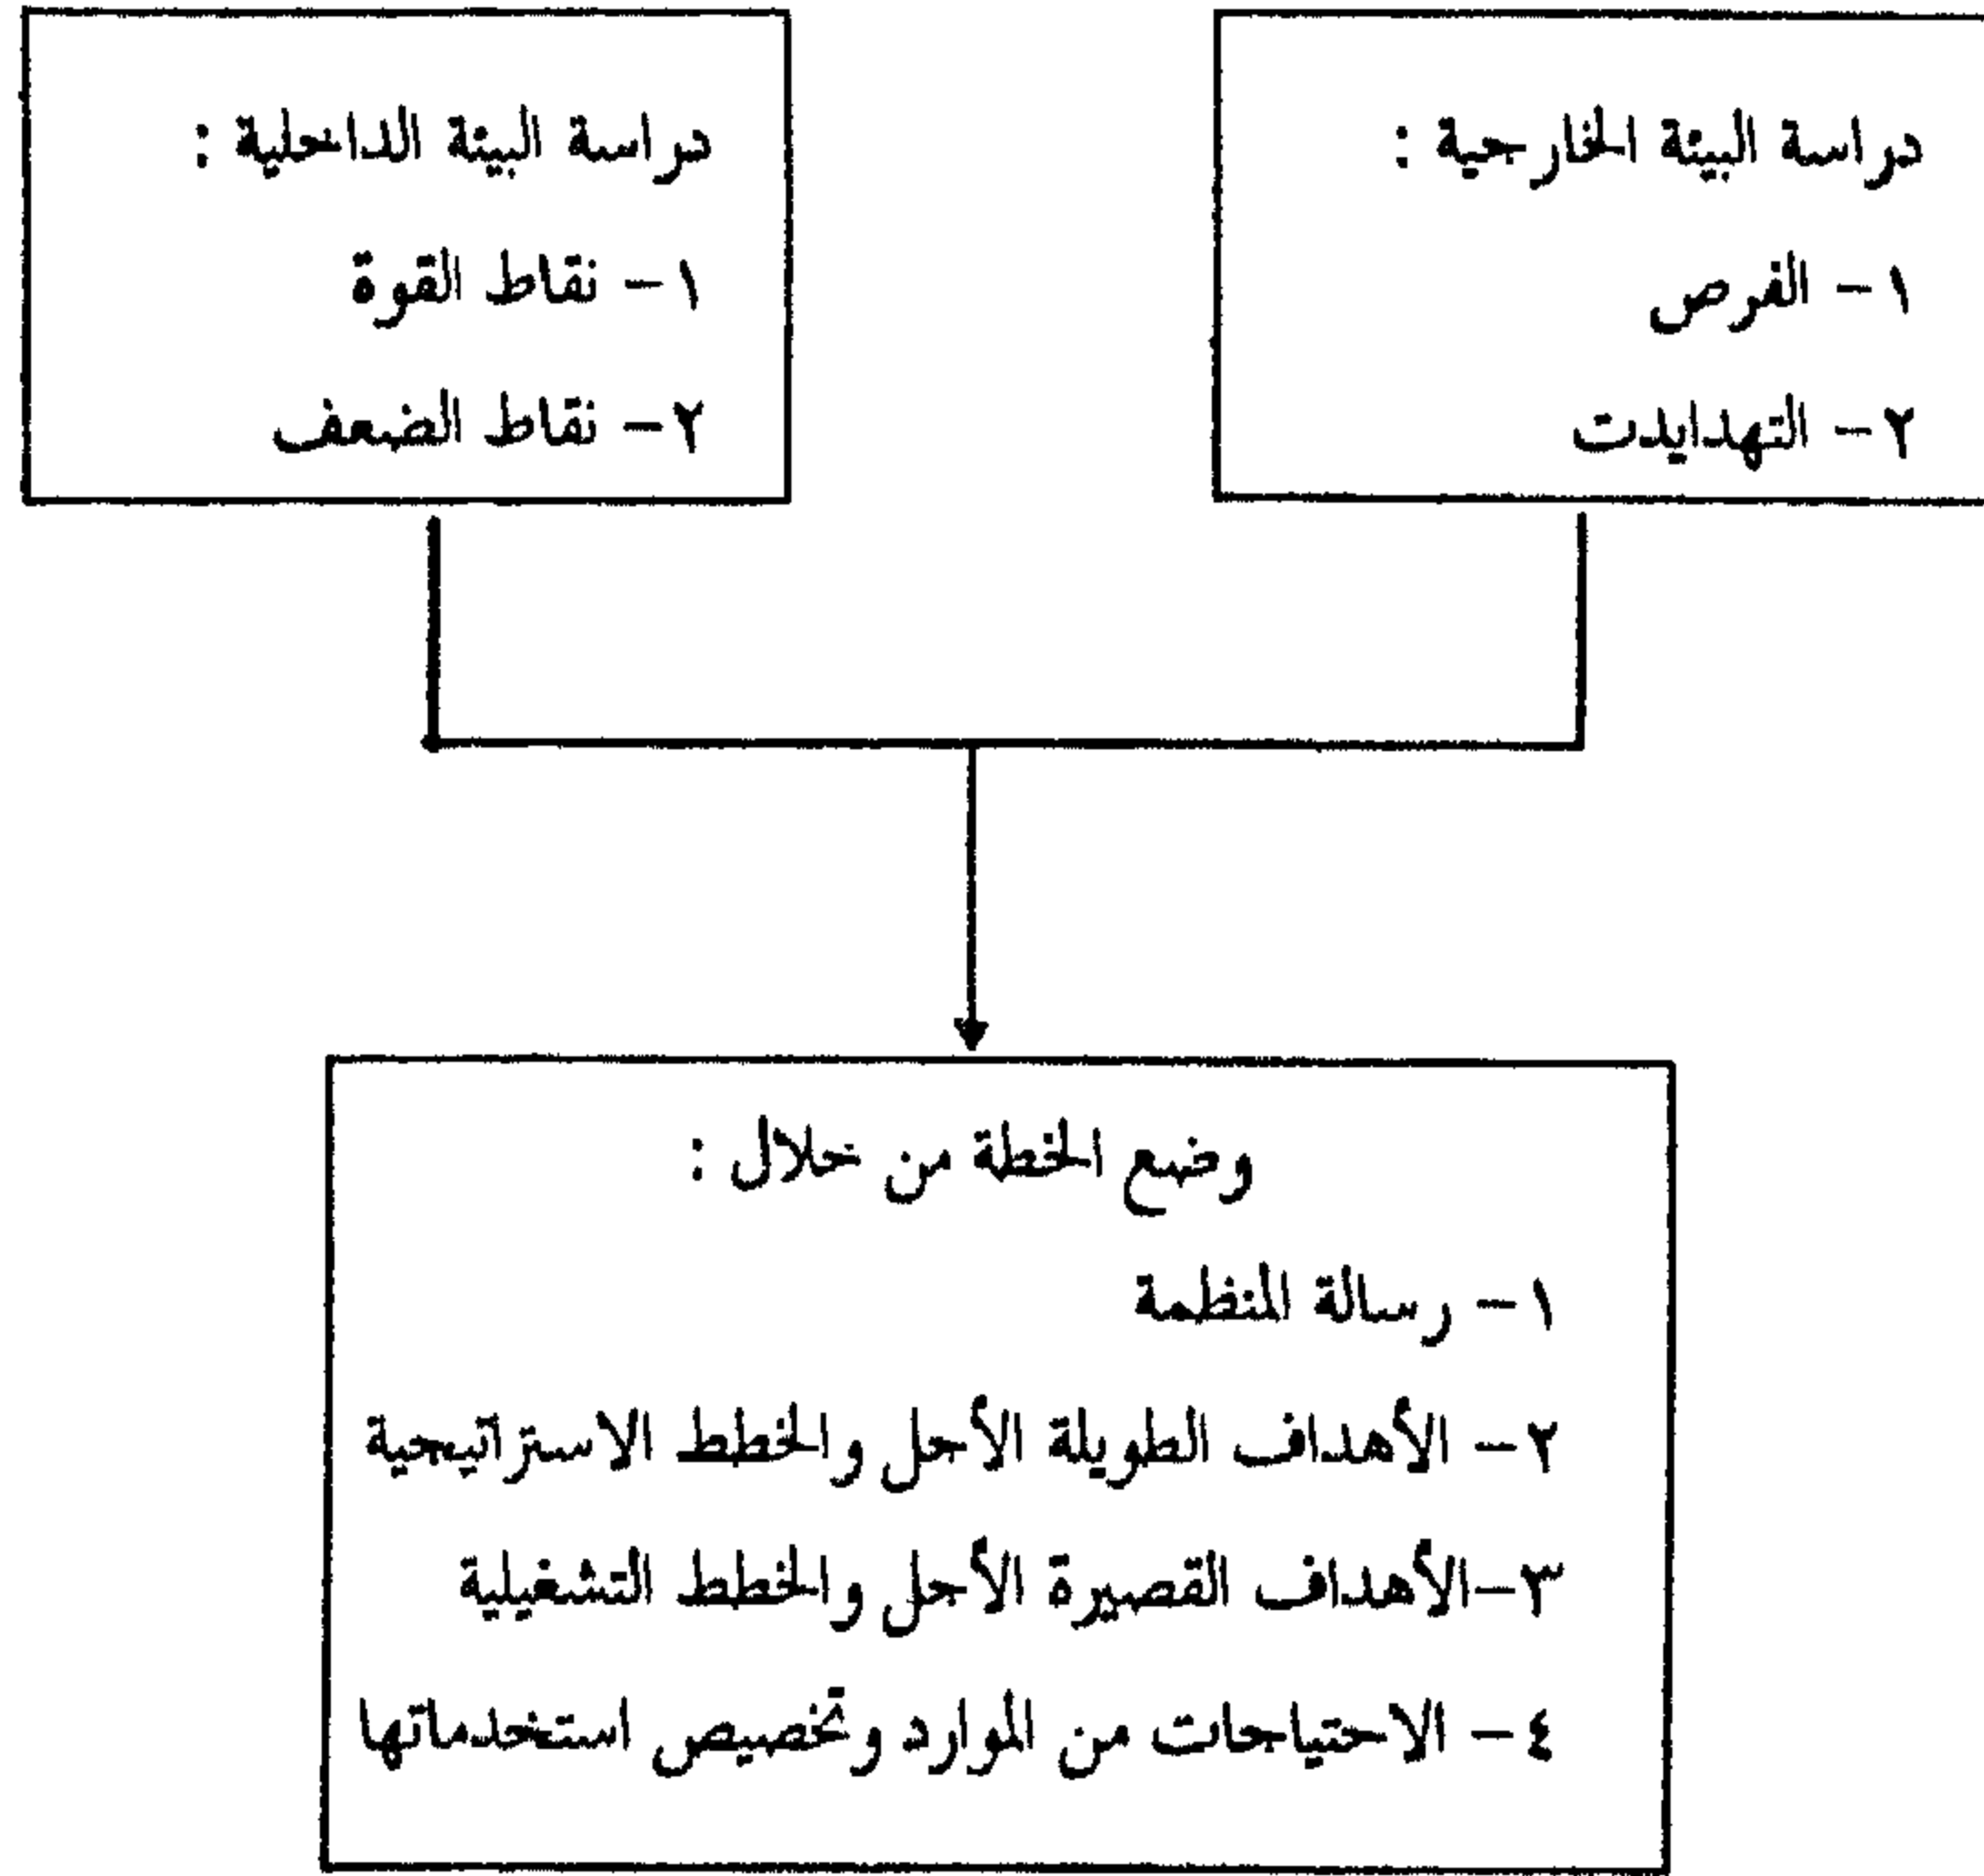 دراسة البيئة الخارجية :
١- الفرص
٢- التهدايدت
دراسة البيئة الداخلية :
١- نقاط القوة
٢- نقاط الضعف
وضع الخطة من خلال :
١- رسالة المنظمة
٢- الأهداف الطويلة الأجل والخطط الاستراتيجية
٣-الأهداف القصيرة الأجل والخطط التشغيلية
٤- الاحتياجات من الموارد وتخصيص استخدماتها